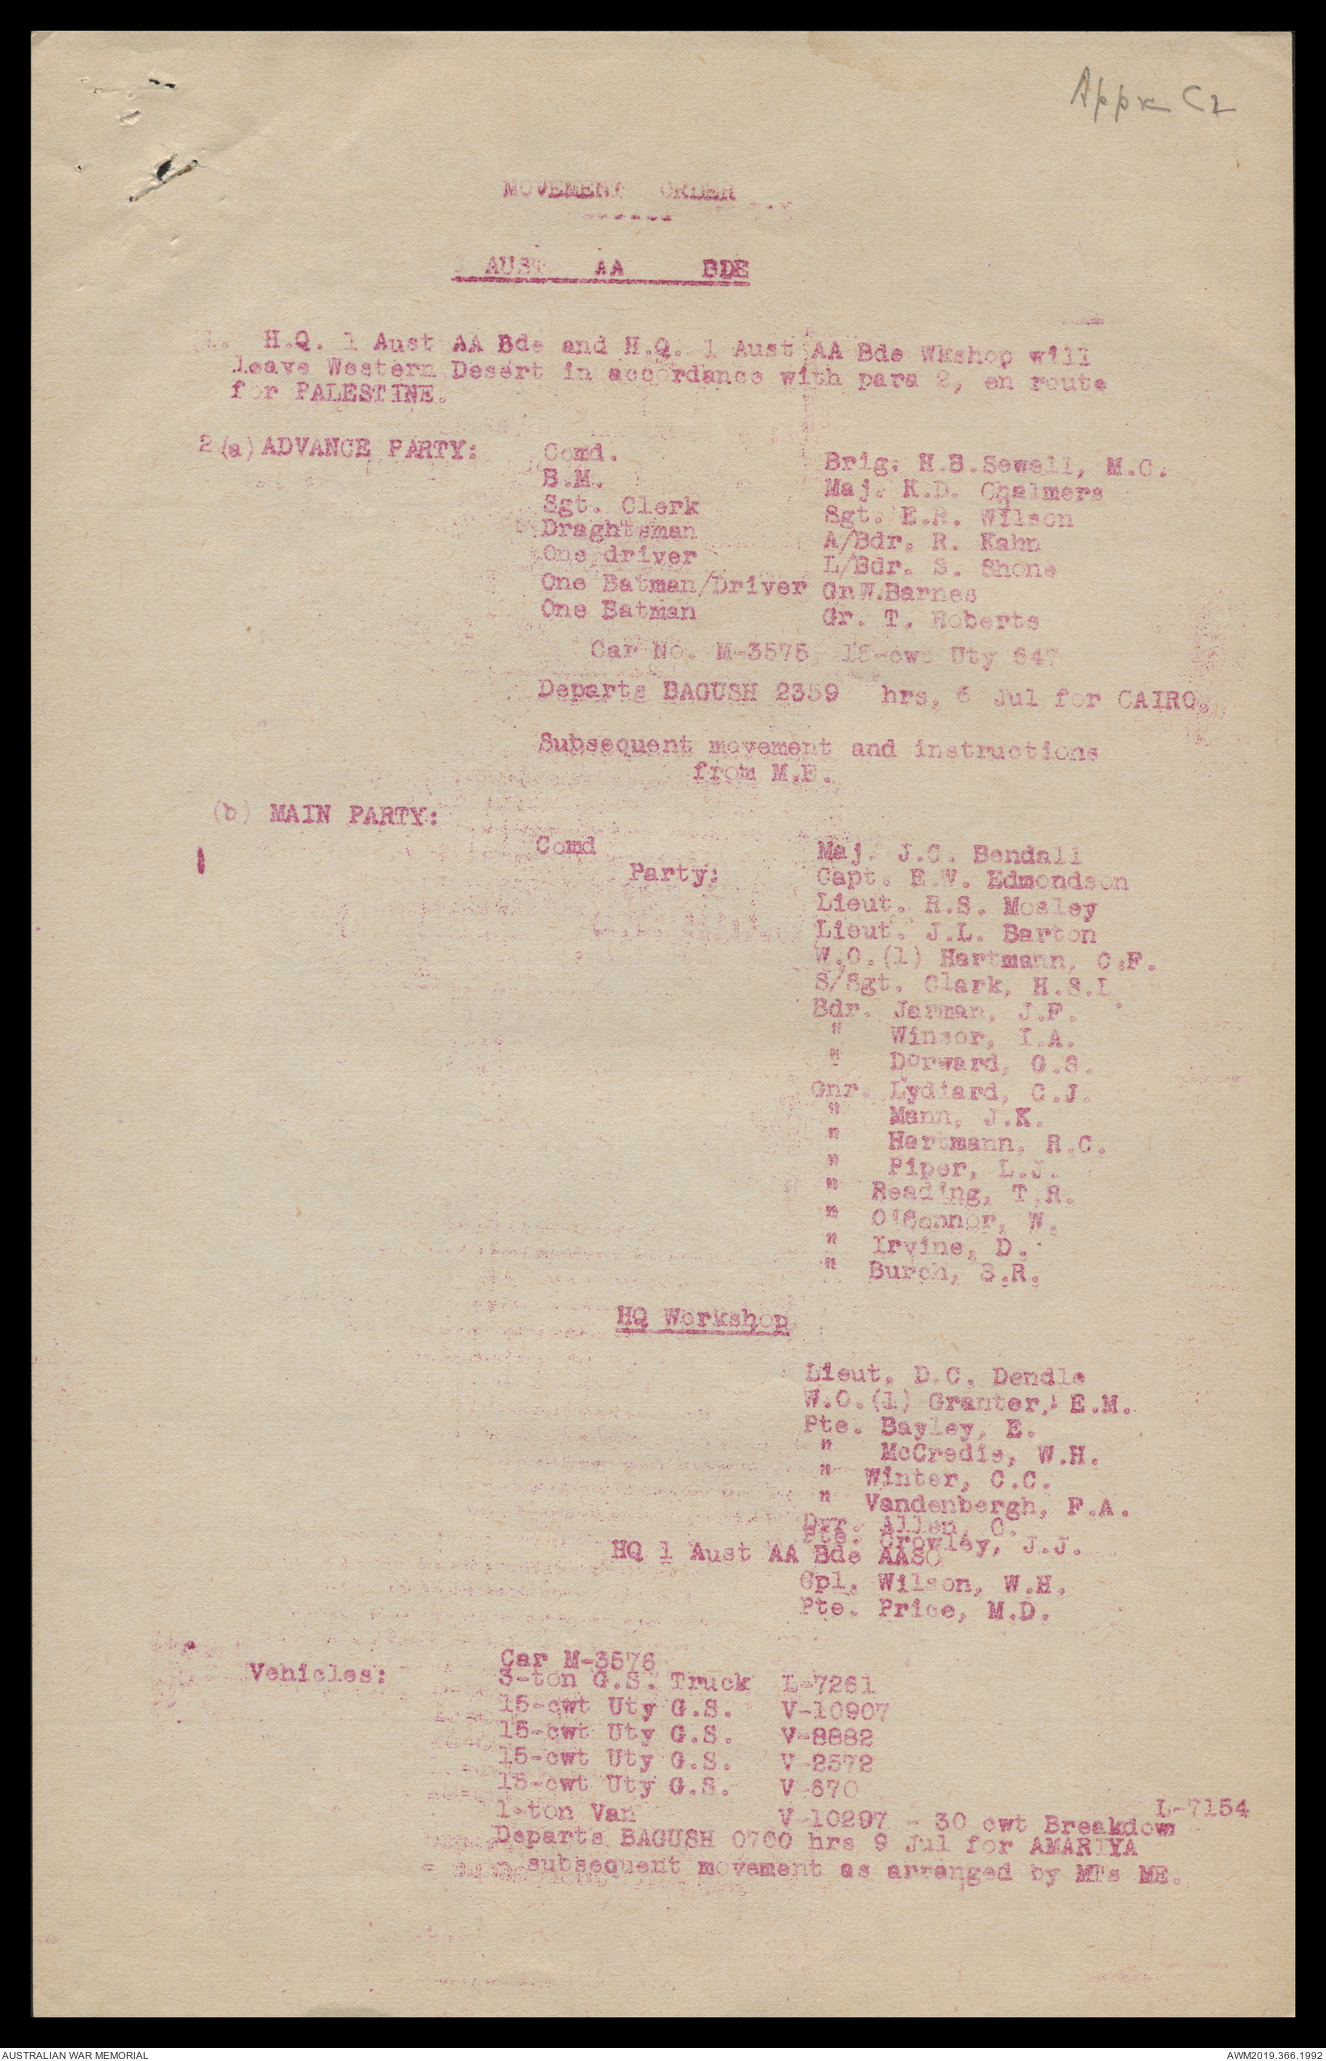 Appx C2
MOVEMENT ORDER
AUST AA BDE
1. H.Q. 1 Aust AA Bde and H.Q. 1 Aust AA Bde Wkshop will
leave Western Desert in accordance with para 2, en route
for PALESTINE.
2(a) ADVANCE PARTY: Comd. Brig. H.B.Sewell, M.C.
B.M. Maj. K.D. Chalmers
Sgt. Clerk Sgt. E.R. Wilson
Draghtsman A/Bdr. R. Kahn
One driver L/Bdr. S. Shone
One Batman/Driver Gr.W.Barnes
One Batman Gr. T. Roberts
Car No. M-3575, 15-cwt Uty 647
Departs BAGUSH 2359 hrs, 6 Jul for CAIRO.
Subsequent movement and instructions
from M.E.
(b) MAIN PARTY:
Comd Maj. J.C. Bendall
Party: Capt. E.W. Edmondson
Lieut. R.S. Mosley
Lieut. J.L. Barton
W.O.(1) Hartmann, C.F.
S/Sgt. Clark, H.S.L
Bdr. Jarman, J.F.
" Winsor, I.A.
" Dorward, G.S.
Gnr. Lydiard, C.J.
" Mann, J.K.
" Hartmann, R.C.
" Piper, L.J.
" Reading, T.R.
" O'Connor, W.
" Irvine, D.
" Burch, S.R.
HQ Workshop
Lieut. D.C. Dendle
W.O.(1) Granter, E.M.
Pte. Bayley, E.
" McCredie, W.H.
" Winter, C.C.
" Vandenbergh, F.A.
Dvr. Allen, C.
Pte. Crowley, J.J.
HQ 1 Aust AA Bde AASC
Cpl. Wilson, W.H.
Pte. Price, M.D.
Vehicles: Car M-3576
3-ton G.S. Truck L-7261
15-cwt Uty G.S. V-10907
15-cwt Uty G.S. V-8882
15-cwt Uty G.S. V-2572
15-cwt Uty G.S. V-670
1-ton Van V-10297 - 30 cwt Breakdown L-7154
Departs BAGUSH 0700 hrs 9 Jul for AMARIYA
= subsequent movement as arranged by MTs ME.
AUSTRALIAN WAR MEMORIAL
AWM2019.366.1992